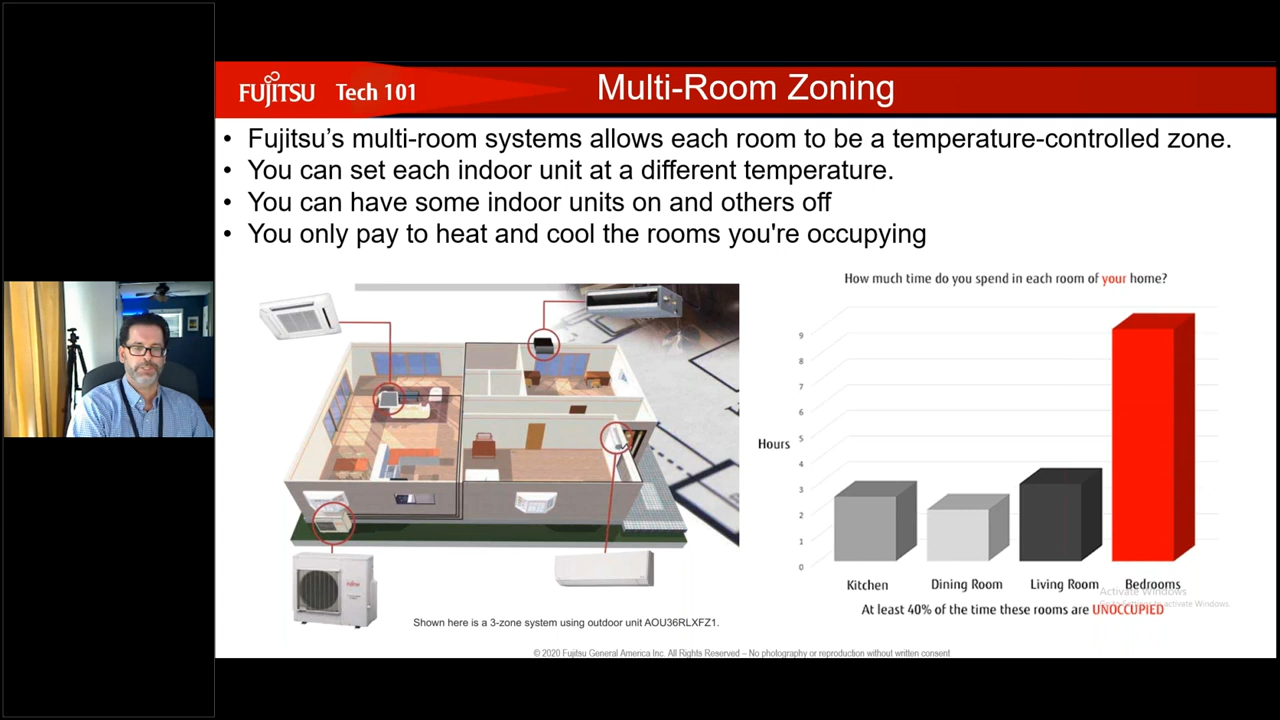 FUJITSU Tech 101
Multi-Room Zoning
• Fujitsu’s multi-room systems allows each room to be a temperature-controlled zone.
• You can set each indoor unit at a different temperature.
• You can have some indoor units on and others off
• You only pay to heat and cool the rooms you're occupying
How much time do you spend in each room of your home?
9
8
7
6
5
4
3
2
1
0
Hours
Kitchen
Dining Room
Living Room
Bedrooms
Activate Windows
At least 40% of the time these rooms are UNOCCUPIED
to activate Windows.
Shown here is a 3-zone system using outdoor unit AOU36RLXFZ1.
© 2020 Fujitsu General America Inc. All Rights Reserved – No photography or reproduction without written consent